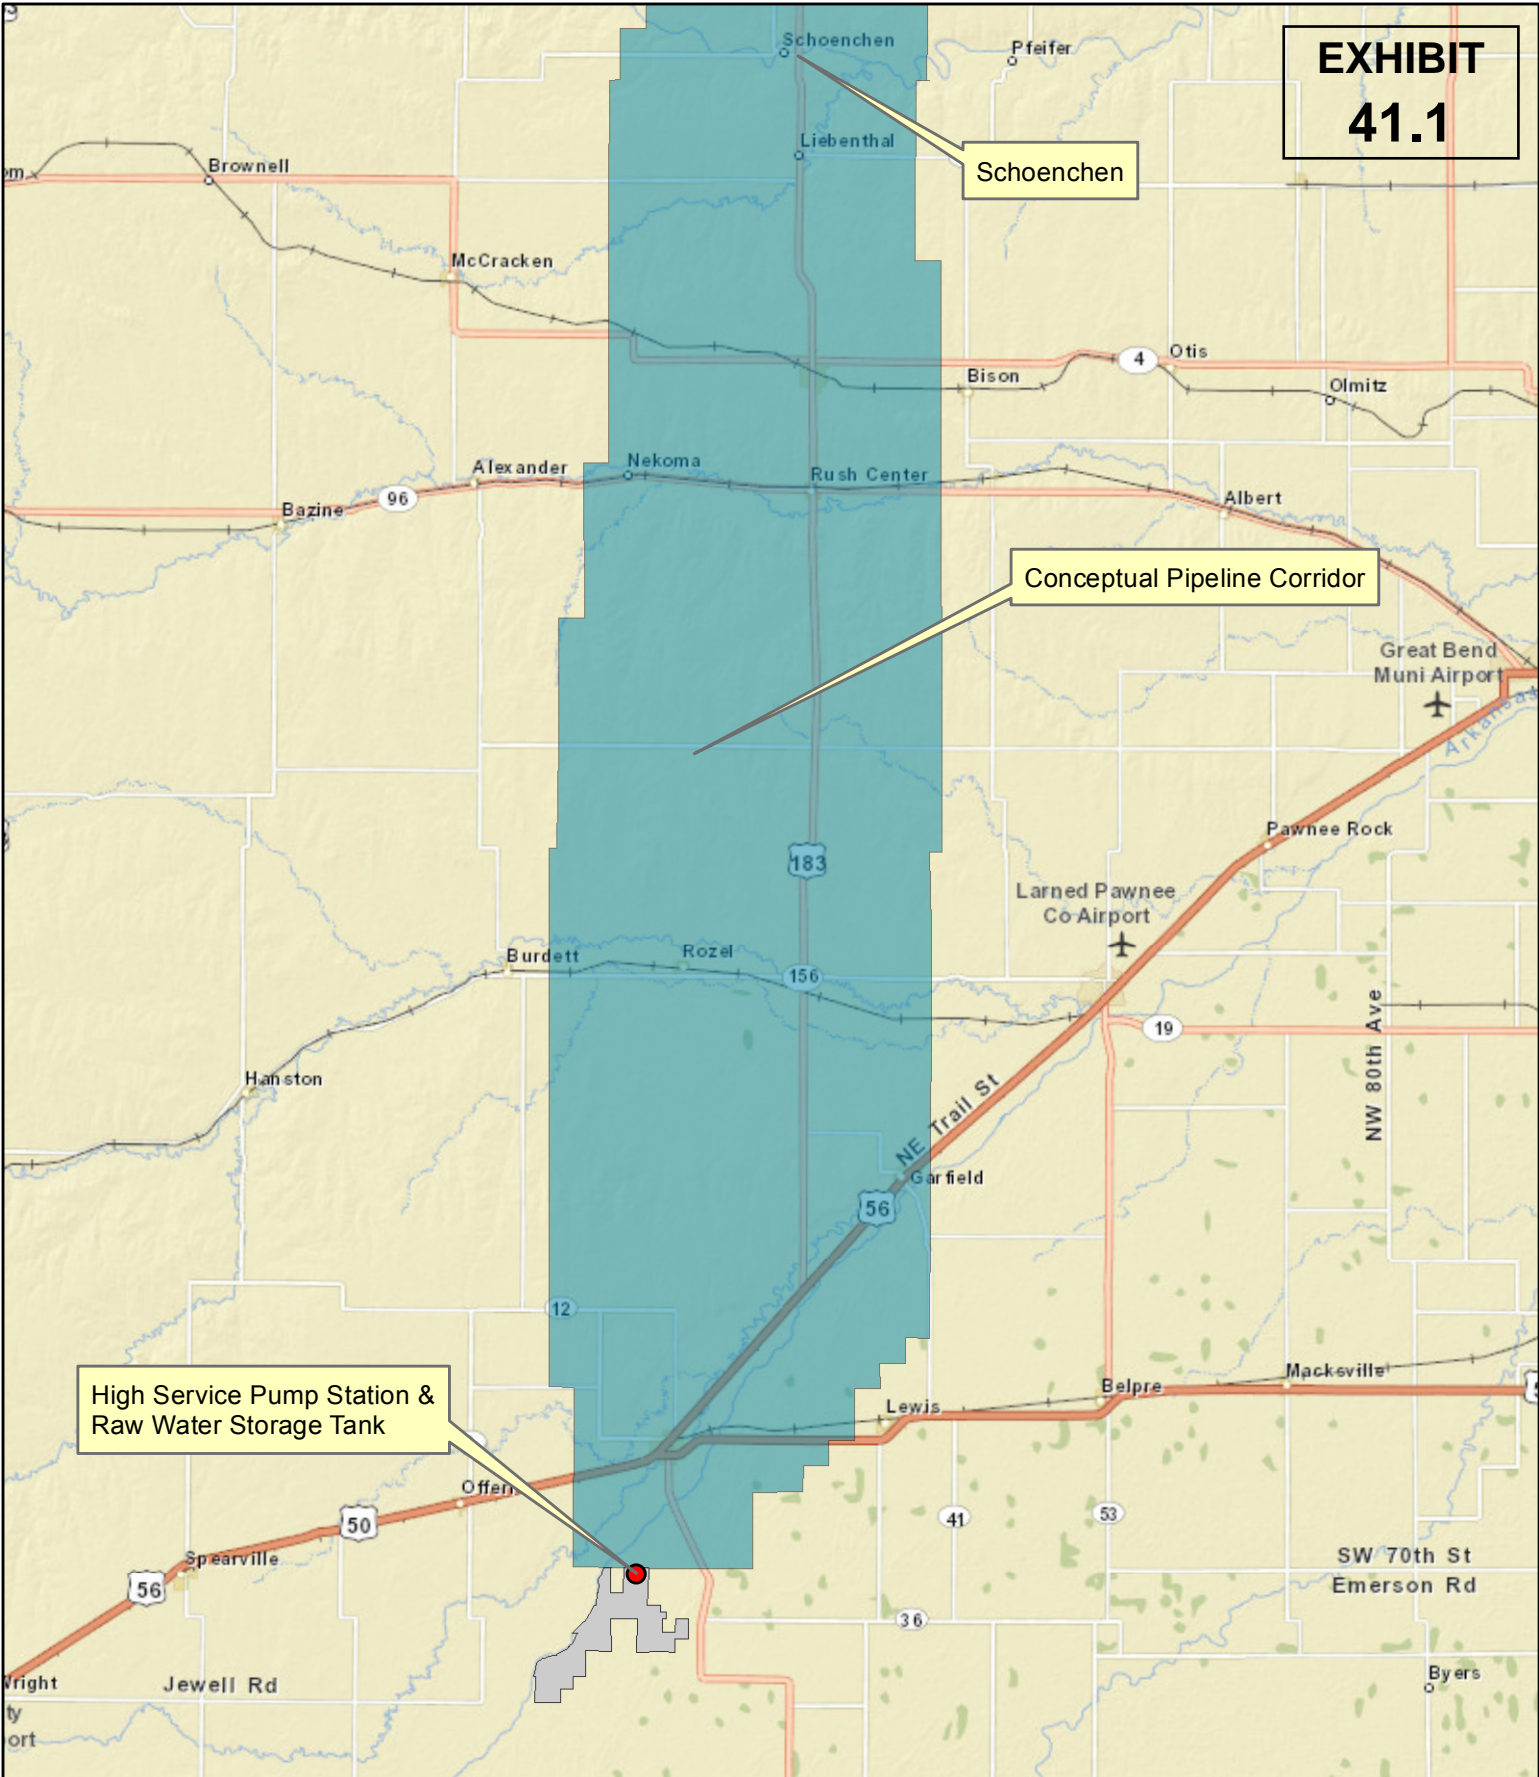 Schoenchen
Pfeifer
EXHIBIT
41.1
Liebenthal
Schoenchen
Brownell
McCracken
4
Otis
Bison
Olmitz
Alexander
Nekoma
Rush Center
96
Bazine
Albert
Conceptual Pipeline Corridor
Great Bend
Muni Airport
Arkansas
Pawnee Rock
183
Larned Pawnee
Co Airport
Burdett
Rozel
156
19
NW 80th Ave
Hanston
NE Trail St
Garfield
56
12
High Service Pump Station &
Raw Water Storage Tank
Macksville
Belpre
Lewis
Offerl
50
41
53
Spearville
56
SW 70th St
Emerson Rd
36
Wright
Jewell Rd
Byers
ty
ort